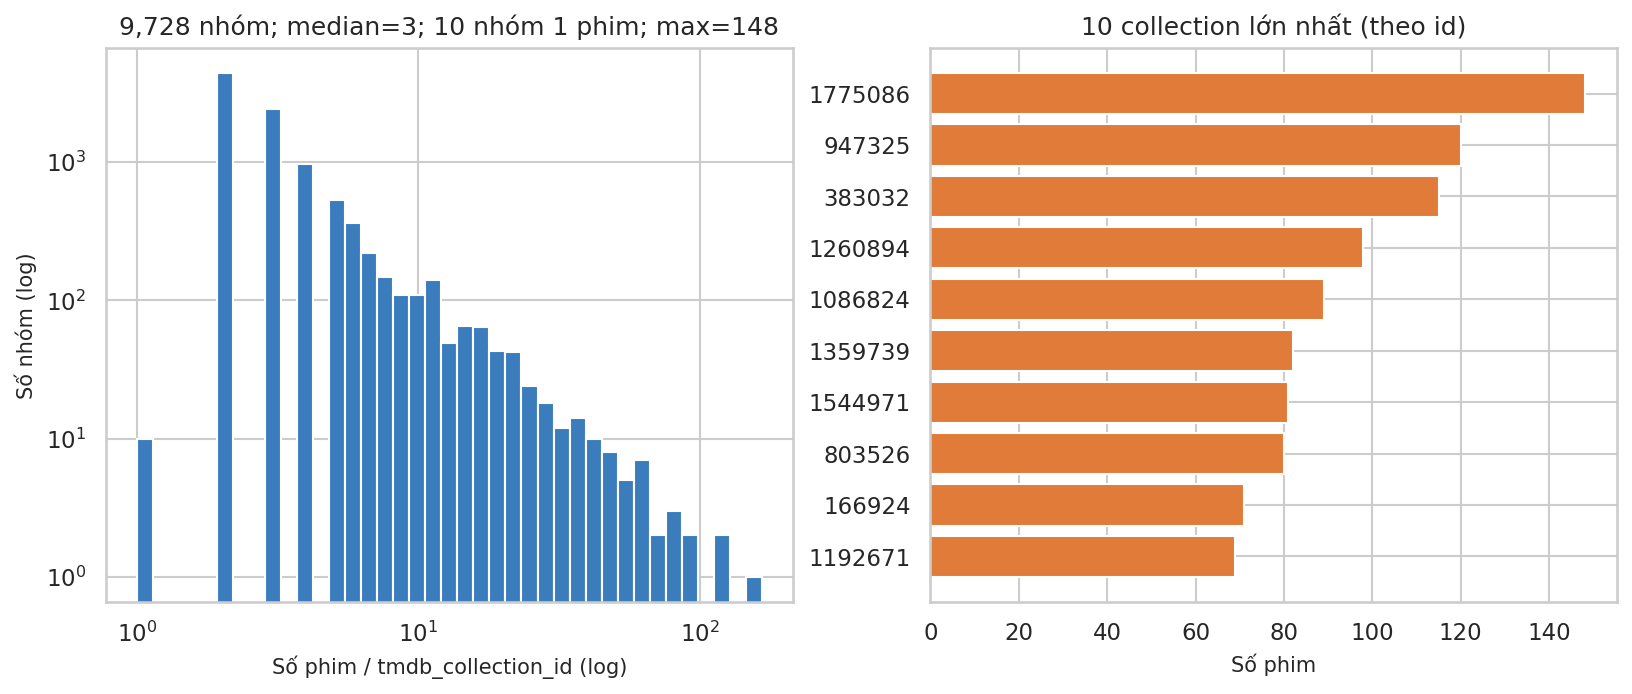 9,728 nhóm; median=3; 10 nhóm 1 phim; max=148
Số nhóm (log)
10³
10²
10¹
10⁰
10⁰ 10¹ 10²
Số phim / tmdb_collection_id (log)
10 collection lớn nhất (theo id)
1775086
947325
383032
1260894
1086824
1359739
1544971
803526
166924
1192671
0 20 40 60 80 100 120 140
Số phim